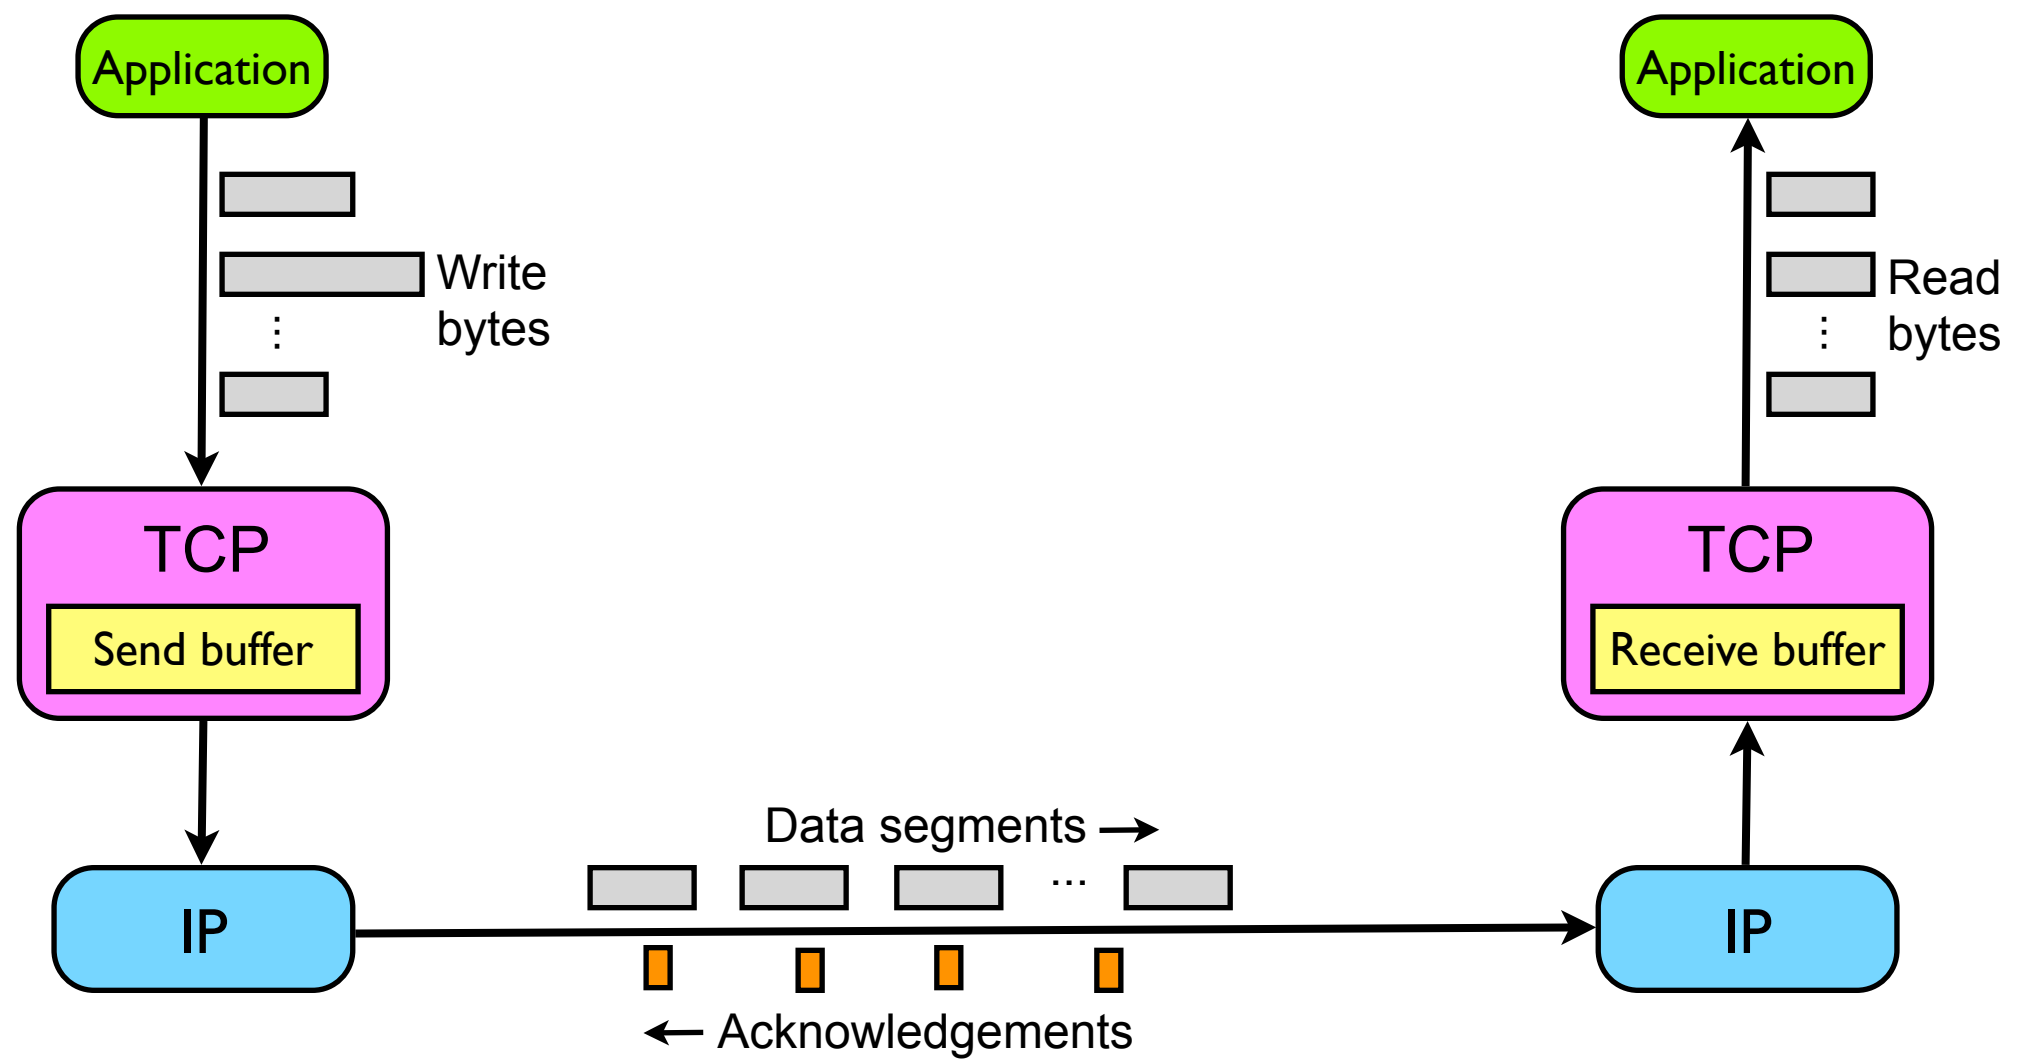 Application
Application
Write
bytes
Read
bytes
⋮
⋮
TCP
TCP
Send buffer
Receive buffer
Data segments →
...
IP
IP
← Acknowledgements